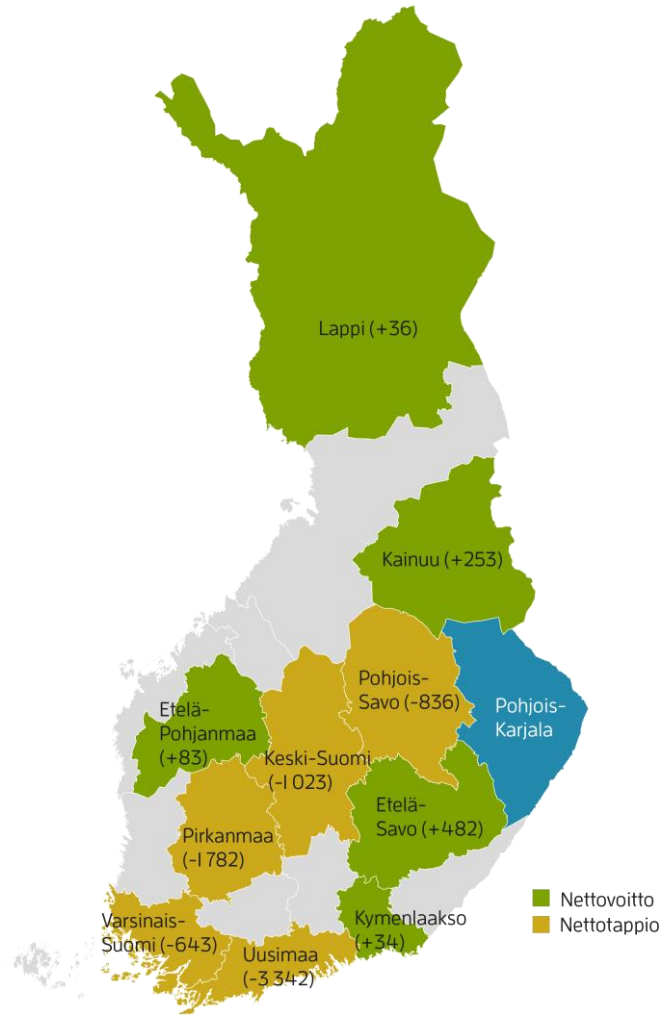 Lappi (+36)
Kainuu (+253)
Pohjois-
Savo (-836)
Pohjois-
Karjala
Etelä-
Pohjanmaa
(+83)
Keski-Suomi
(-1 023)
Etelä-
Savo (+482)
Pirkanmaa
(-1 782)
Varsinais-
Suomi (-643)
Uusimaa
(-3 342)
Kymenlaakso
(+34)
Nettovoitto
Nettotappio